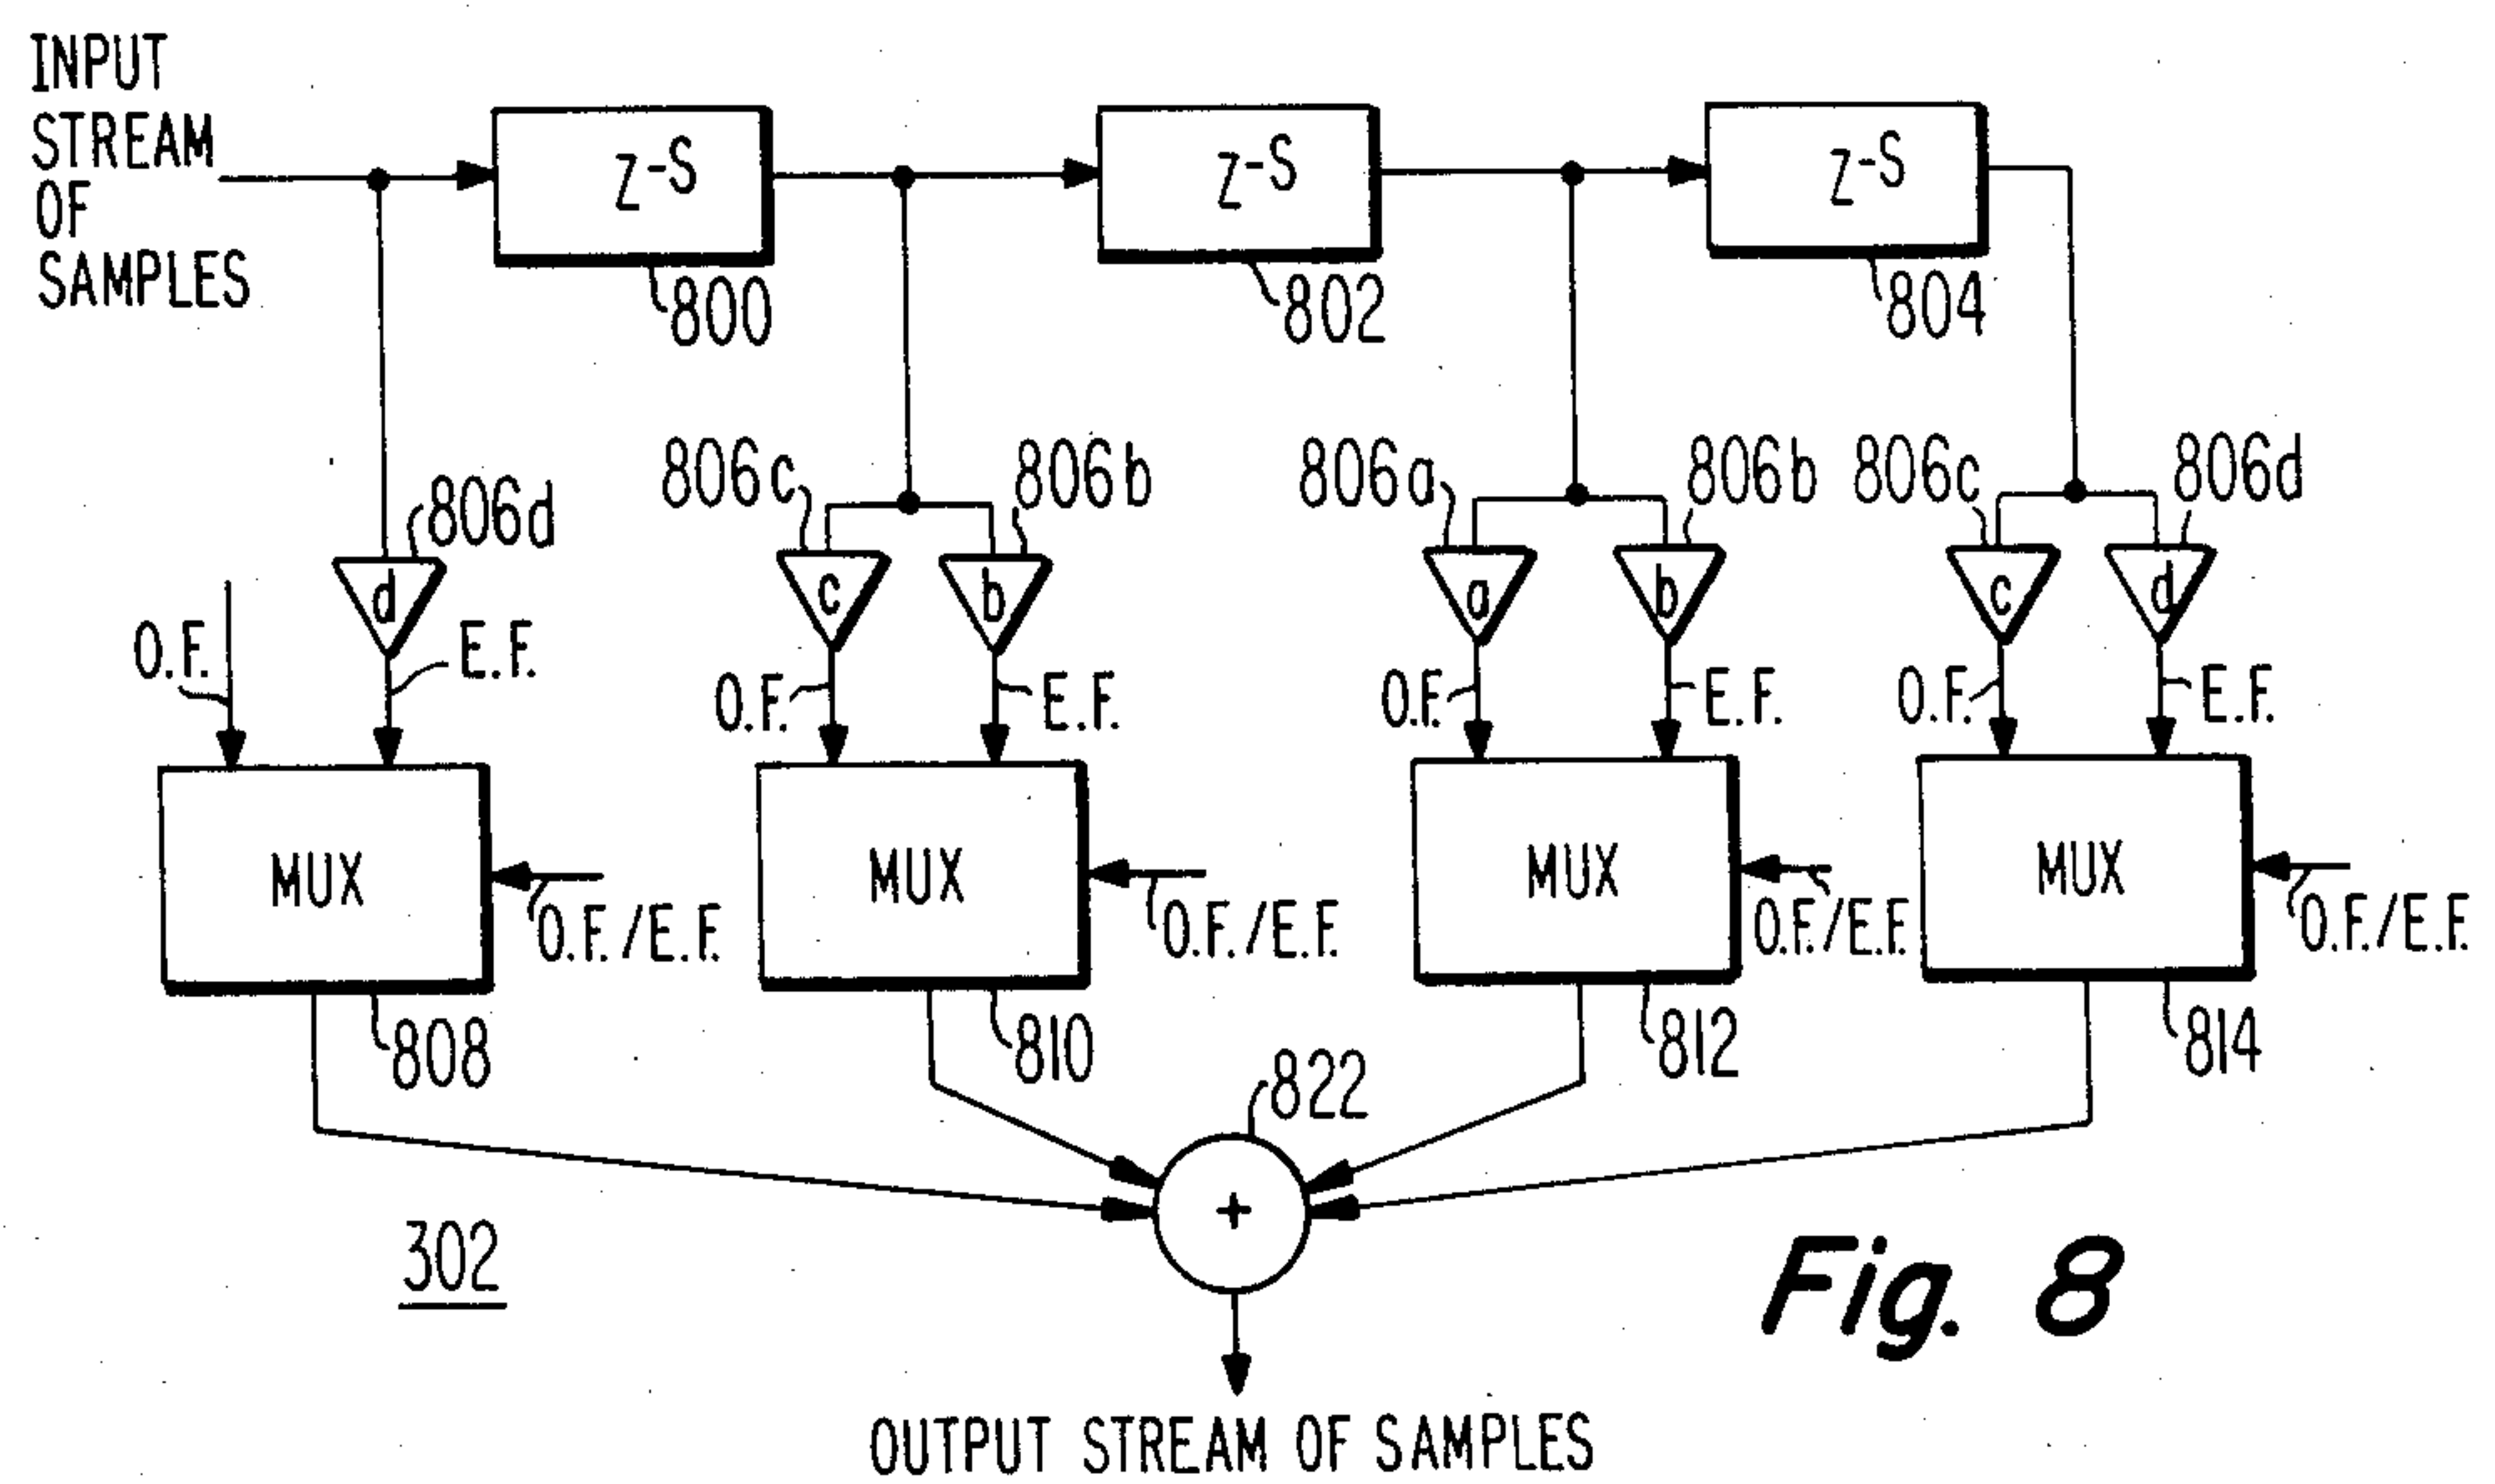 INPUT
STREAM
OF
SAMPLES
z-S
z-S
z-S
800
802
804
806d
806c
806b
806a
806b
806c
806d
d
c
b
a
b
c
d
O.F.
E.F.
O.F.
E.F.
O.F.
E.F.
O.F.
E.F.
MUX
MUX
MUX
MUX
O.F./E.F.
O.F./E.F.
O.F./E.F.
O.F./E.F.
808
810
812
814
822
+
302
Fig. 8
OUTPUT STREAM OF SAMPLES